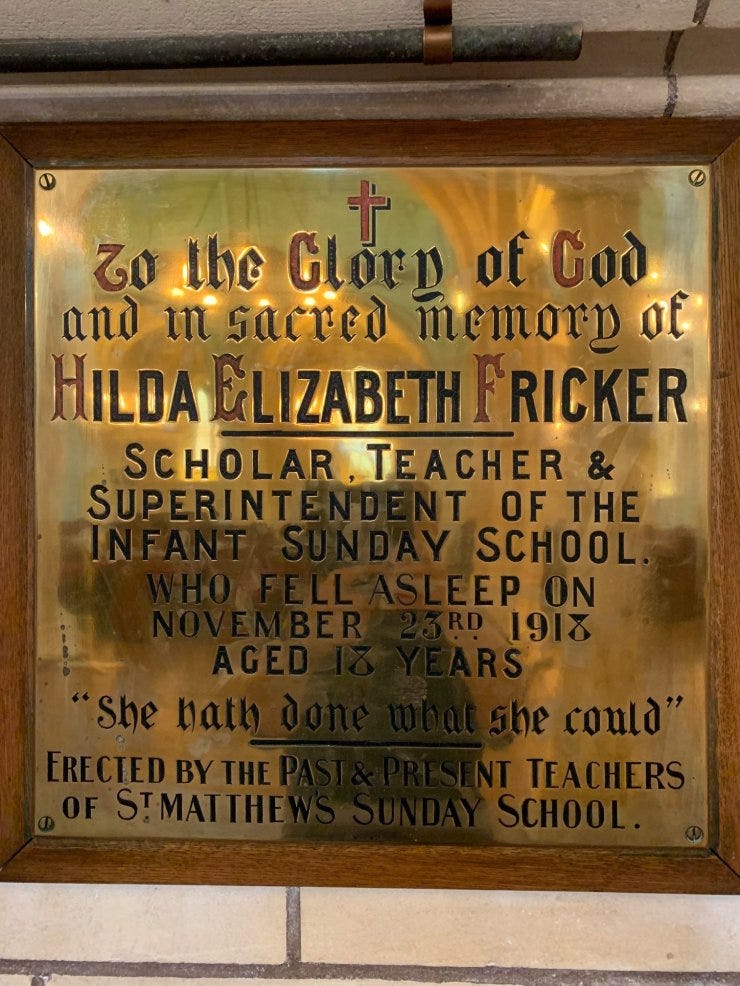 To the Glory of God
and in sacred memory of
HILDA ELIZABETH FRICKER
SCHOLAR, TEACHER &
SUPERINTENDENT OF THE
INFANT SUNDAY SCHOOL.
WHO FELL ASLEEP ON
NOVEMBER 23RD 1918
AGED 18 YEARS
"She hath done what she could"
ERECTED BY THE PAST & PRESENT TEACHERS
OF ST. MATTHEW'S SUNDAY SCHOOL.